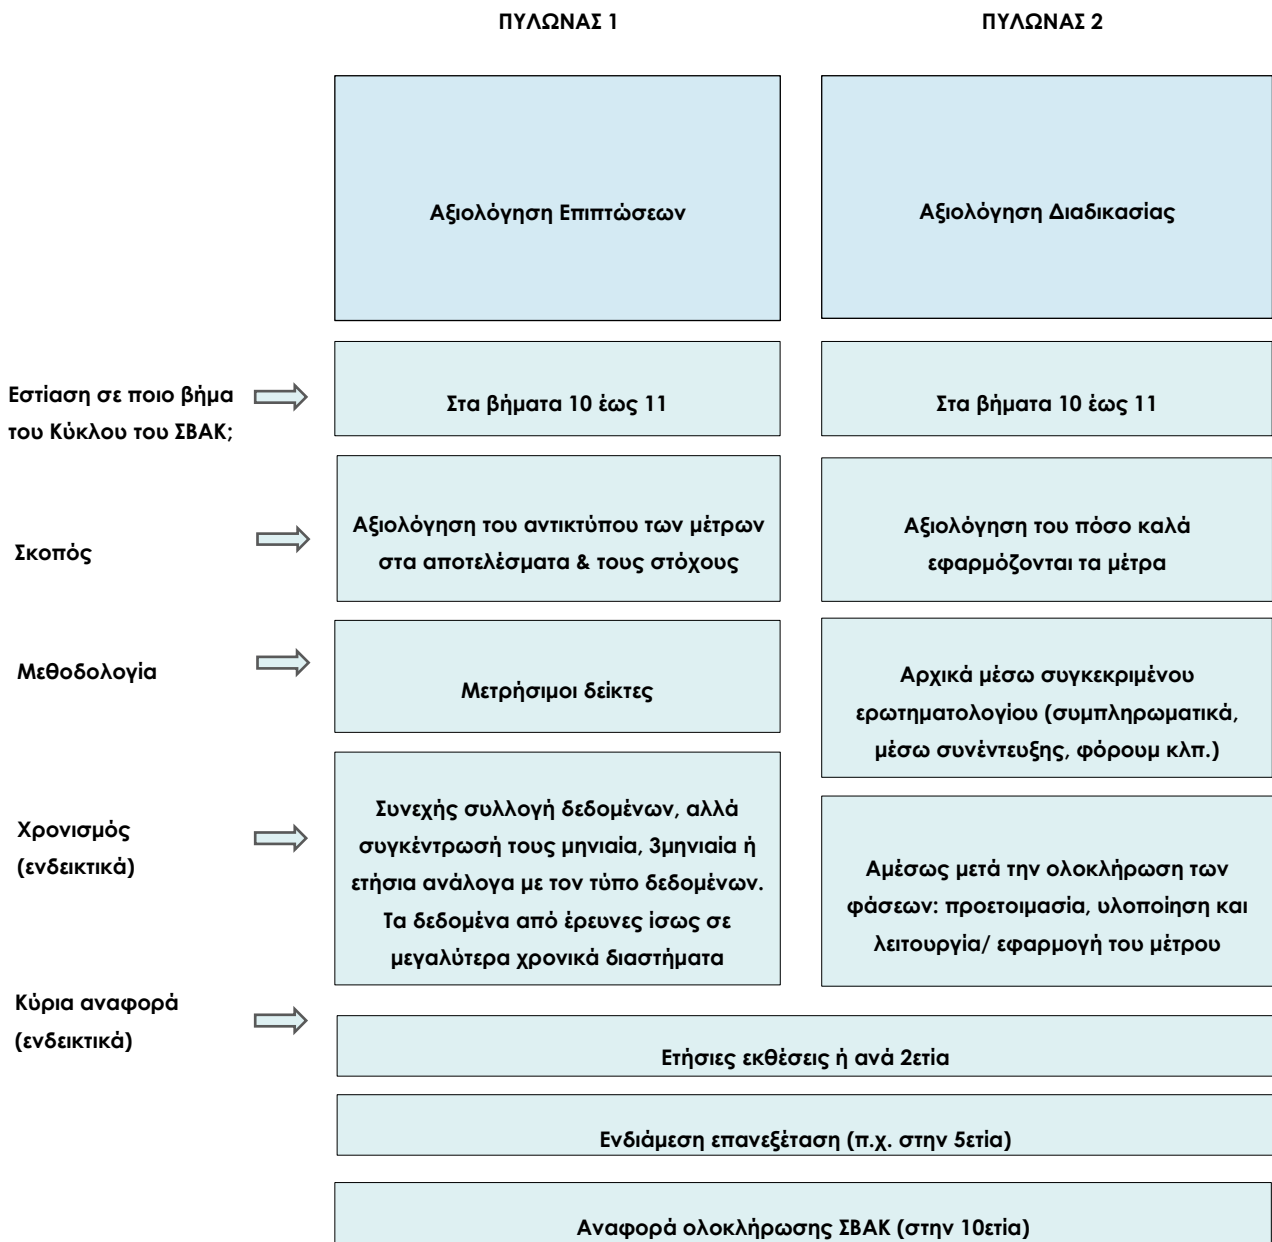 ΠΥΛΩΝΑΣ 1
ΠΥΛΩΝΑΣ 2
Αξιολόγηση Επιπτώσεων
Αξιολόγηση Διαδικασίας
Εστίαση σε ποιο βήμα
του Κύκλου του ΣΒΑΚ;
Στα βήματα 10 έως 11
Στα βήματα 10 έως 11
Σκοπός
Αξιολόγηση του αντικτύπου των μέτρων
στα αποτελέσματα & τους στόχους
Αξιολόγηση του πόσο καλά
εφαρμόζονται τα μέτρα
Μεθοδολογία
Μετρήσιμοι δείκτες
Αρχικά μέσω συγκεκριμένου
ερωτηματολογίου (συμπληρωματικά,
μέσω συνέντευξης, φόρουμ κλπ.)
Χρονισμός
(ενδεικτικά)
Συνεχής συλλογή δεδομένων, αλλά
συγκέντρωσή τους μηνιαία, 3μηνιαία ή
ετήσια ανάλογα με τον τύπο δεδομένων.
Τα δεδομένα από έρευνες ίσως σε
μεγαλύτερα χρονικά διαστήματα
Αμέσως μετά την ολοκλήρωση των
φάσεων: προετοιμασία, υλοποίηση και
λειτουργία/ εφαρμογή του μέτρου
Κύρια αναφορά
(ενδεικτικά)
Ετήσιες εκθέσεις ή ανά 2ετία
Ενδιάμεση επανεξέταση (π.χ. στην 5ετία)
Αναφορά ολοκλήρωσης ΣΒΑΚ (στην 10ετία)